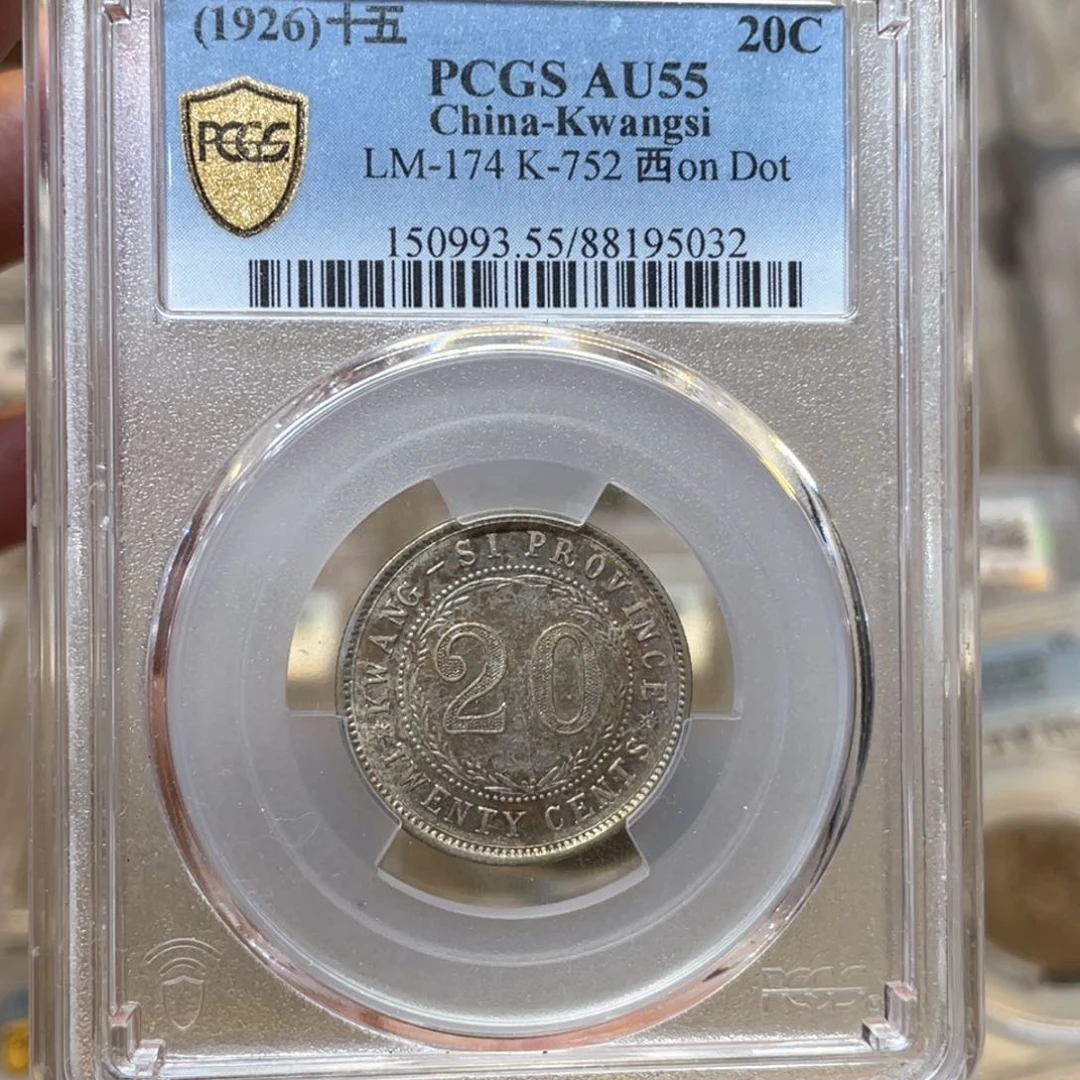 (1926)十五 20C
PCGS AU55
China-Kwangsi
LM-174 K-752 西on Dot
150993.55/88195032
PCGS
KWANG-SI PROVINCE
20
TWENTY CENTS
PCGS